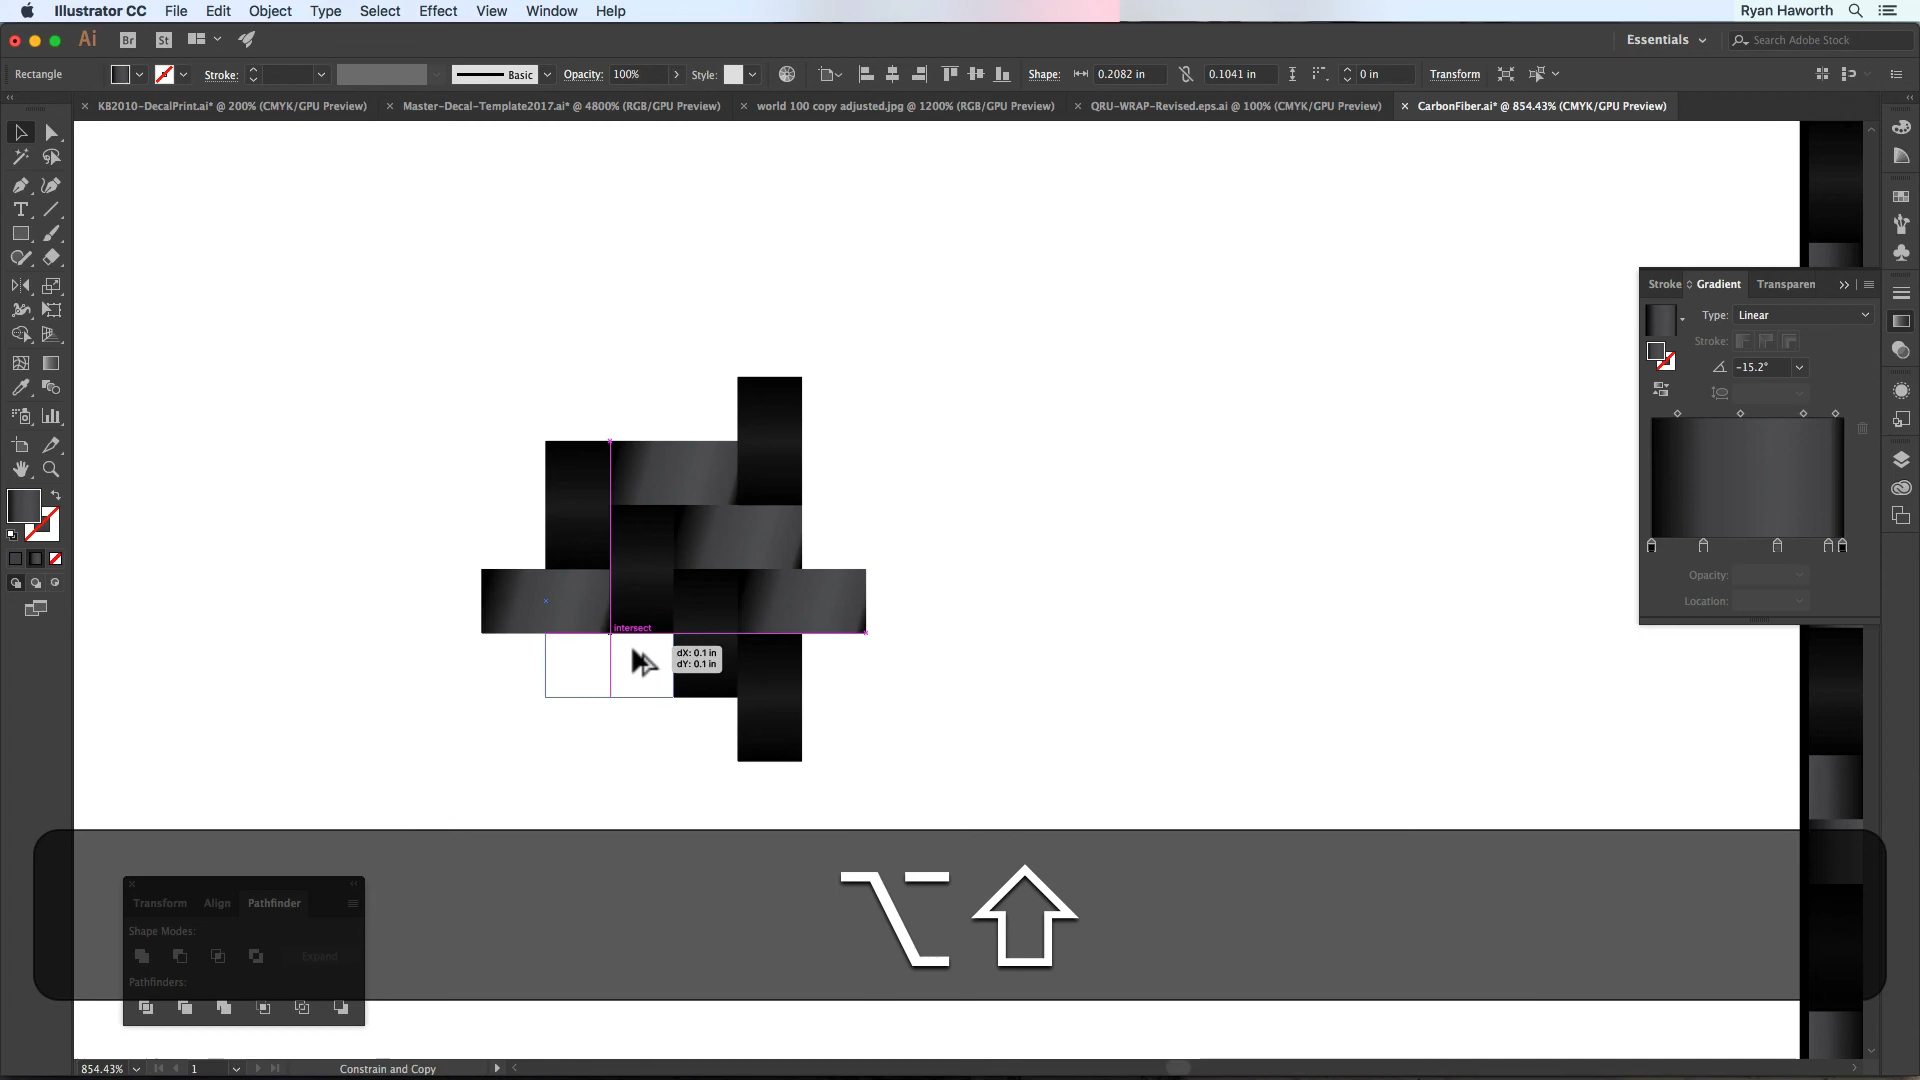 Illustrator CC File Edit Object Type Select Effect View Window Help Ryan Haworth
Ai Br St Essentials Search Adobe Stock
Rectangle Stroke: Basic Opacity: 100% Style: Shape: 0.2082 in 0.1041 in 0 in Transform
KB2010-DecalPrint.ai* @ 200% (CMYK/GPU Preview) Master-Decal-Template2017.ai* @ 4800% (RGB/GPU Preview) world 100 copy adjusted.jpg @ 1200% (RGB/GPU Preview) QRU-WRAP-Revised.eps.ai @ 100% (CMYK/GPU Preview) CarbonFiber.ai* @ 854.43% (CMYK/GPU Preview)
Stroke Gradient Transparen
Type: Linear
Stroke:
-15.2°
Opacity:
Location:
intersect
dX: 0.1 in
dY: 0.1 in
Transform Align Pathfinder
Shape Modes:
Expand
Pathfinders:
854.43% 1 Constrain and Copy